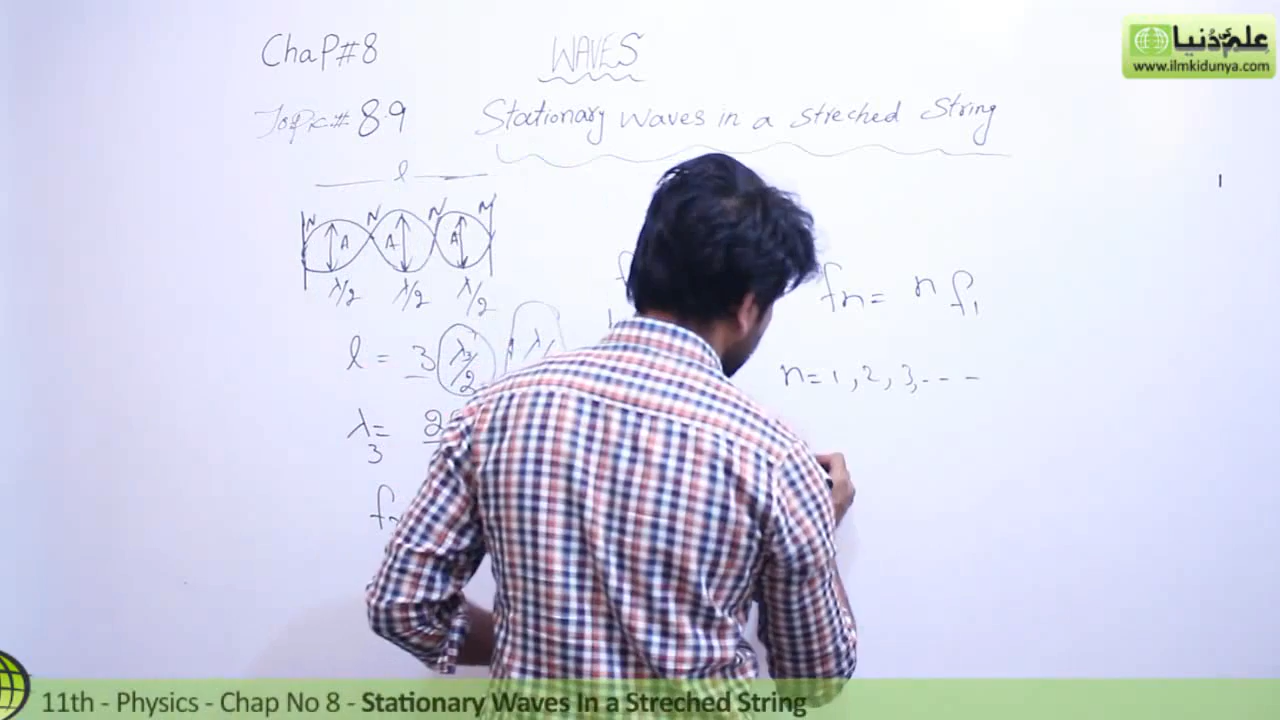 علم کی دُنیا
www.ilmkidunya.com
ChaP#8
WAVES
Topic# 8.9
Stationary Waves in a Streched String
l
N N N N
A A A
λ/2 λ/2 λ/2
fn = n f₁
l = 3 λ₃/2
n=1,2,3,---
λ₃ =
11th - Physics - Chap No 8 - Stationary Waves In a Streched String